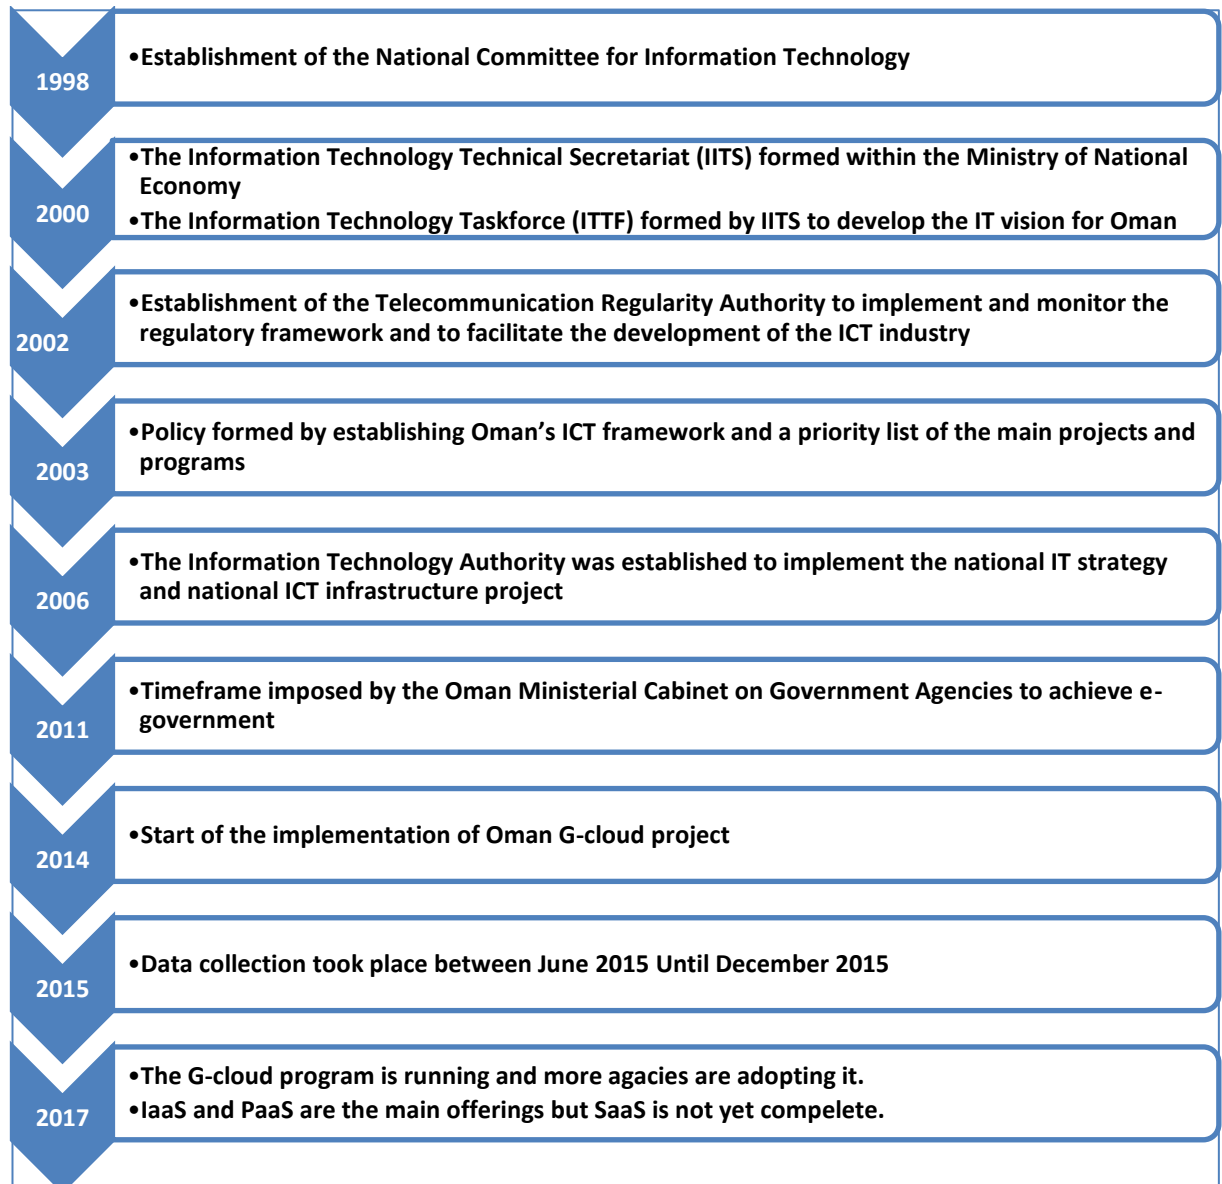 1998
•Establishment of the National Committee for Information Technology
2000
•The Information Technology Technical Secretariat (IITS) formed within the Ministry of National
Economy
•The Information Technology Taskforce (ITTF) formed by IITS to develop the IT vision for Oman
2002
•Establishment of the Telecommunication Regularity Authority to implement and monitor the
regulatory framework and to facilitate the development of the ICT industry
2003
•Policy formed by establishing Oman’s ICT framework and a priority list of the main projects and
programs
2006
•The Information Technology Authority was established to implement the national IT strategy
and national ICT infrastructure project
2011
•Timeframe imposed by the Oman Ministerial Cabinet on Government Agencies to achieve e-
government
2014
•Start of the implementation of Oman G-cloud project
2015
•Data collection took place between June 2015 Until December 2015
2017
•The G-cloud program is running and more agacies are adopting it.
•IaaS and PaaS are the main offerings but SaaS is not yet compelete.